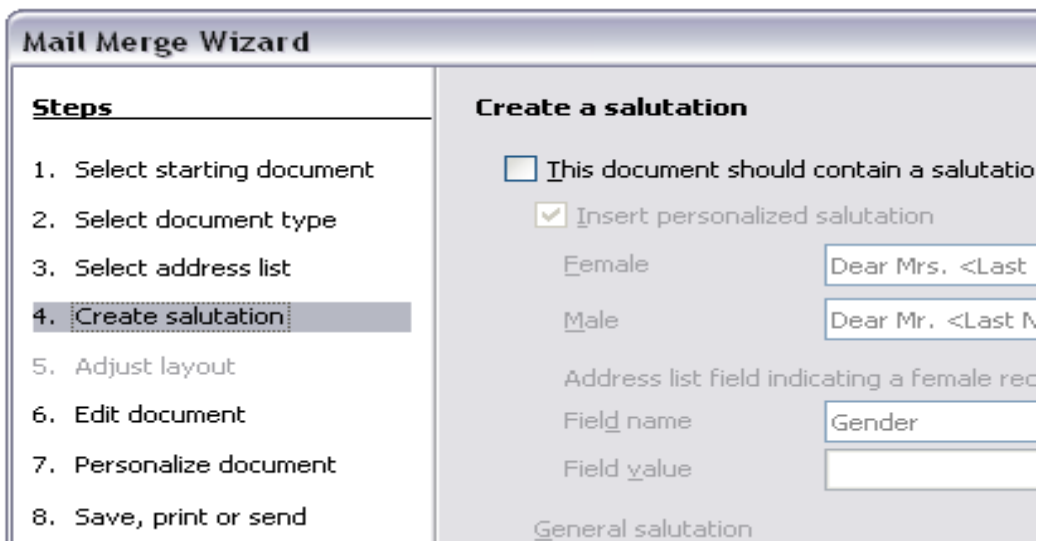 Mail Merge Wizard
Steps
1. Select starting document
2. Select document type
3. Select address list
4. Create salutation
5. Adjust layout
6. Edit document
7. Personalize document
8. Save, print or send
Create a salutation
This document should contain a salutatio
Insert personalized salutation
Female Dear Mrs. <Last
Male Dear Mr. <Last N
Address list field indicating a female rec
Field name Gender
Field value
General salutation